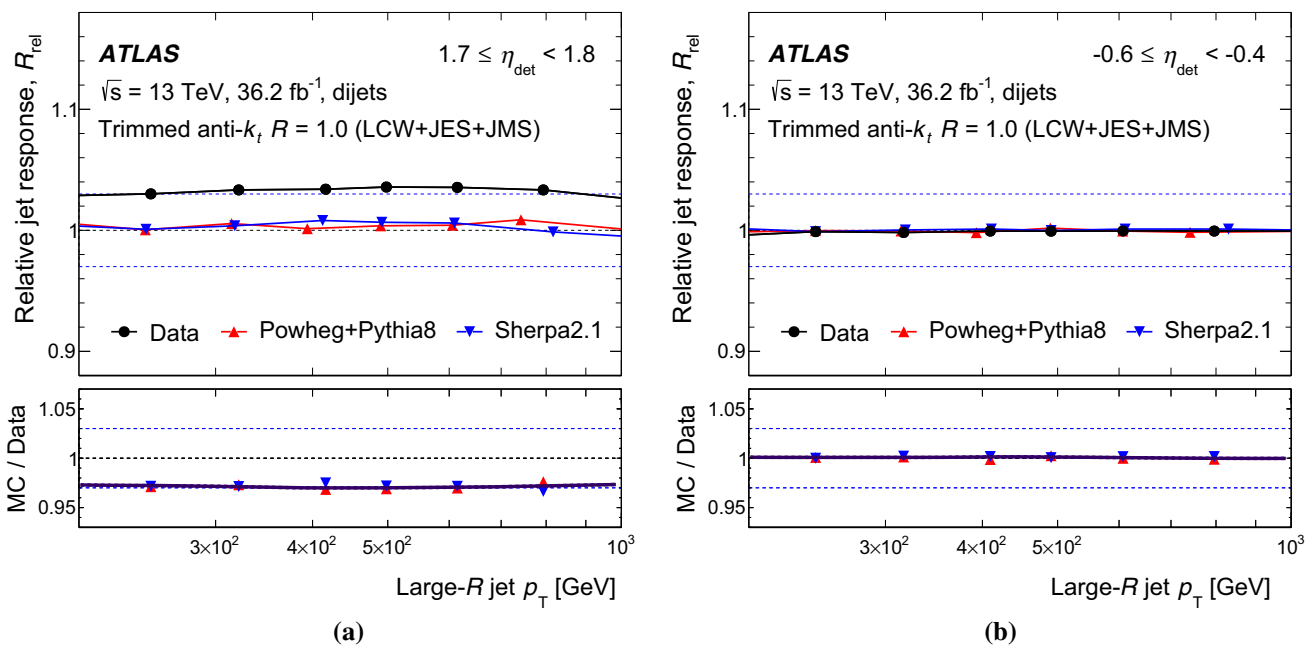 Relative jet response, R_rel
ATLAS
1.7 ≤ η_det < 1.8
√s = 13 TeV, 36.2 fb⁻¹, dijets
Trimmed anti-k_t R = 1.0 (LCW+JES+JMS)
1.1
1
0.9
Data
Powheg+Pythia8
Sherpa2.1
MC / Data
1.05
1
0.95
3×10²
4×10²
5×10²
10³
Large-R jet p_T [GeV]
(a)
Relative jet response, R_rel
ATLAS
-0.6 ≤ η_det < -0.4
√s = 13 TeV, 36.2 fb⁻¹, dijets
Trimmed anti-k_t R = 1.0 (LCW+JES+JMS)
1.1
1
0.9
Data
Powheg+Pythia8
Sherpa2.1
MC / Data
1.05
1
0.95
3×10²
4×10²
5×10²
10³
Large-R jet p_T [GeV]
(b)